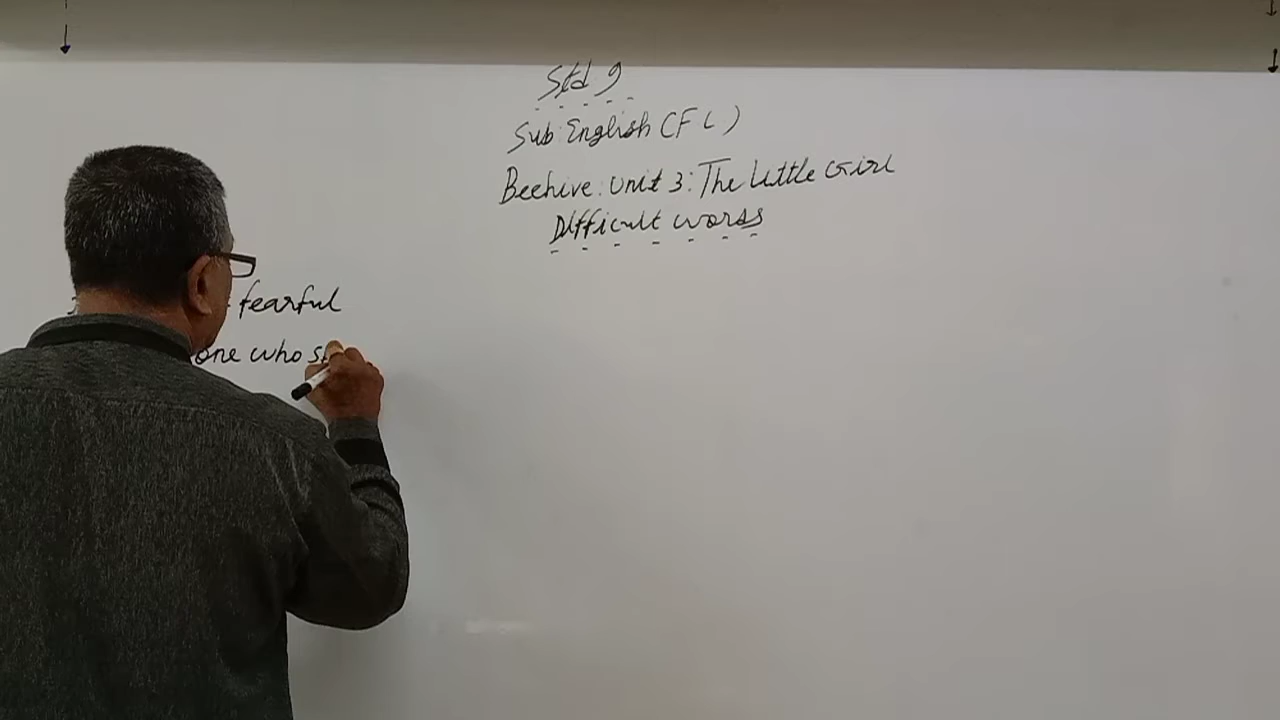 Std 9
Sub: English (FL)
Beehive: Unit 3: The Little Girl
Difficult words
- fearful
one who